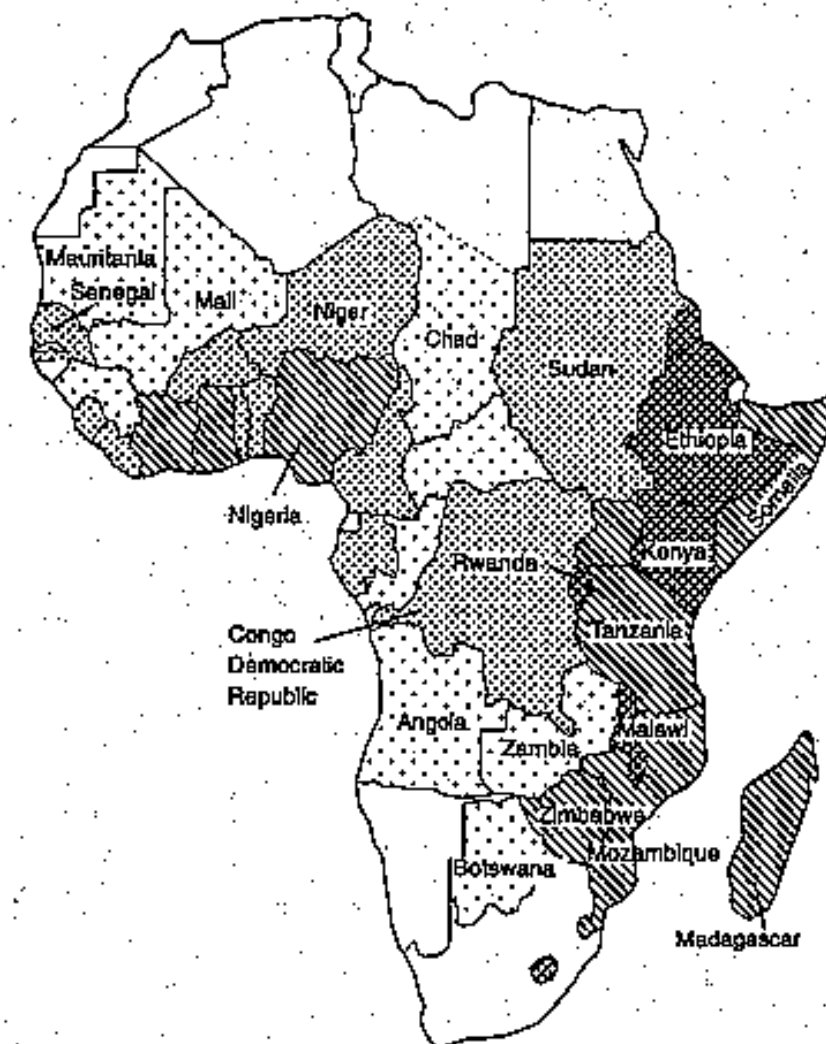 Mauritania
Senegal
Mali
Niger
Chad
Sudan
Ethiopia
Somalia
Nigeria
Konya
Rwanda
Tanzania
Congo
Democratic
Republic
Angola
Zambia
Malawi
Zimbabwe
Mozambique
Botswana
Madagascar